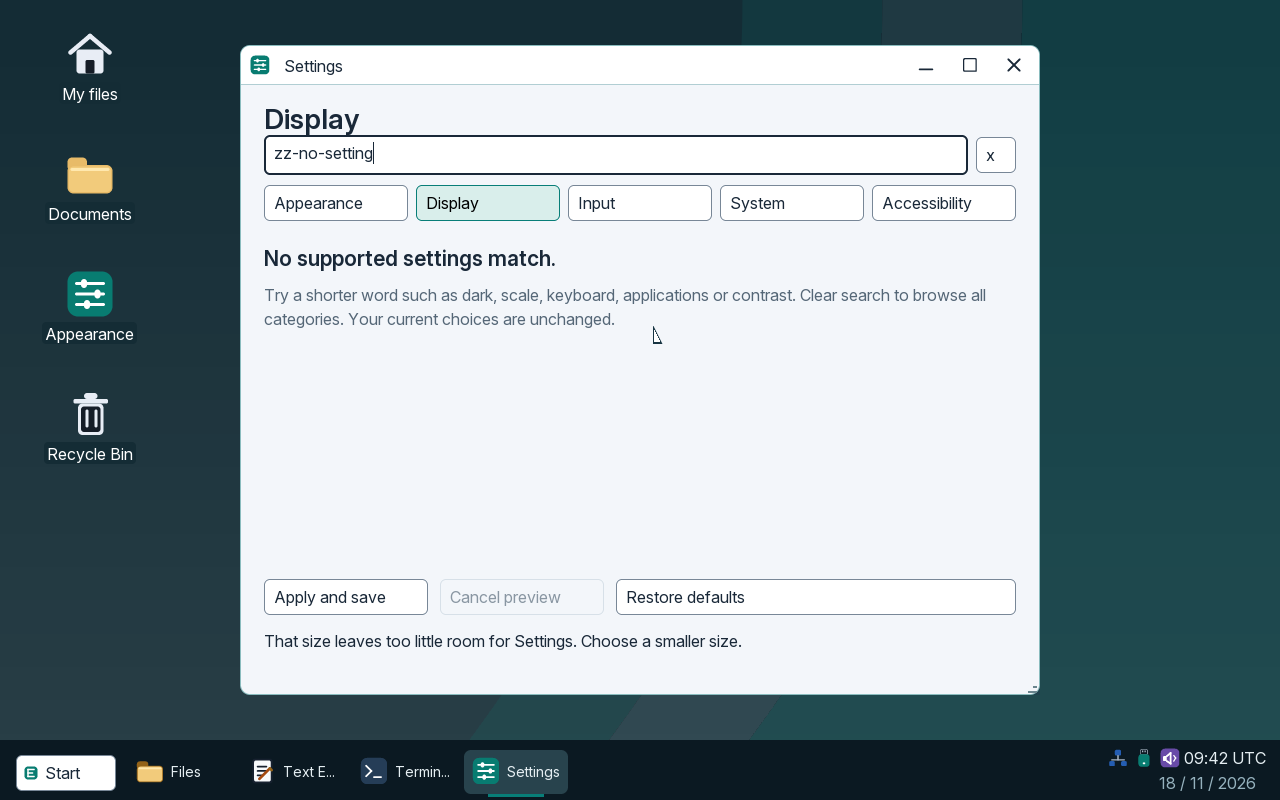 My files
Documents
Appearance
Recycle Bin
Settings
Display
zz-no-setting
x
Appearance
Display
Input
System
Accessibility
No supported settings match.
Try a shorter word such as dark, scale, keyboard, applications or contrast. Clear search to browse all
categories. Your current choices are unchanged.
Apply and save
Cancel preview
Restore defaults
That size leaves too little room for Settings. Choose a smaller size.
Start
Files
Text E...
Termin...
Settings
09:42 UTC
18 / 11 / 2026